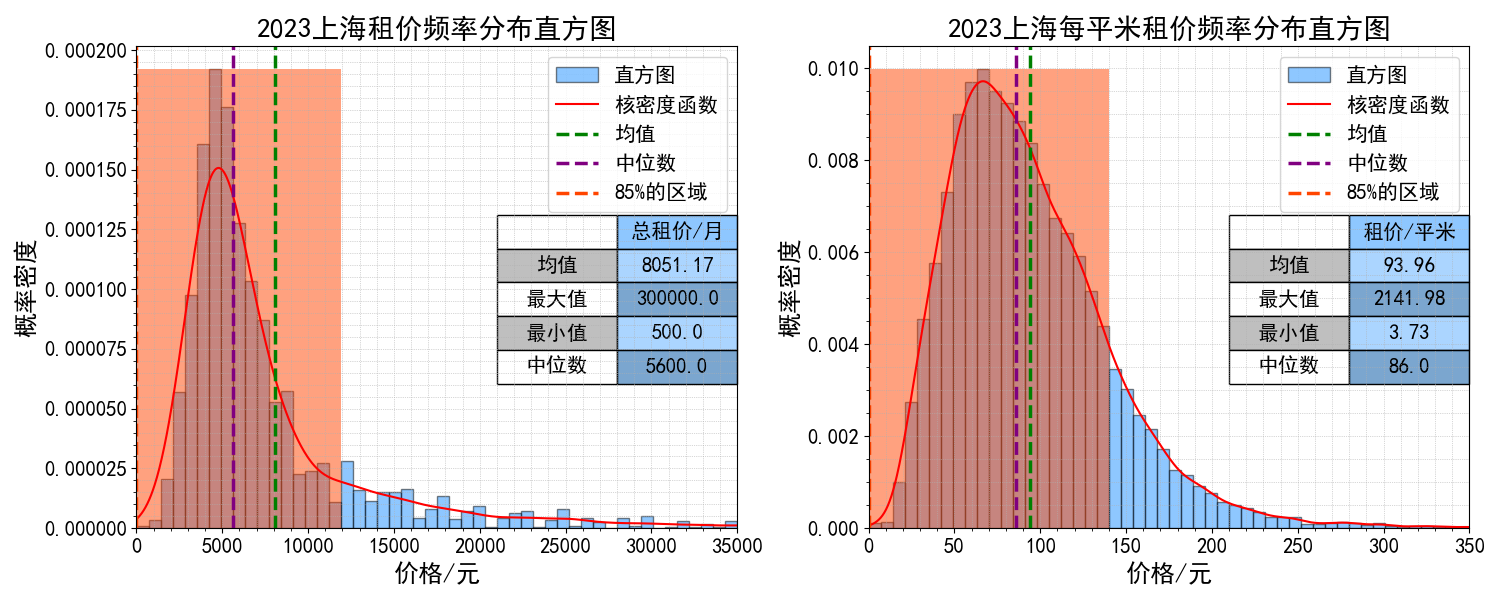 2023上海租价频率分布直方图
0.000200
0.000175
0.000150
0.000125
0.000100
0.000075
0.000050
0.000025
0.000000
概率密度
直方图
核密度函数
均值
中位数
85%的区域
总租价/月
均值 8051.17
最大值 300000.0
最小值 500.0
中位数 5600.0
0 5000 10000 15000 20000 25000 30000 35000
价格/元
2023上海每平米租价频率分布直方图
0.010
0.008
0.006
0.004
0.002
0.000
概率密度
直方图
核密度函数
均值
中位数
85%的区域
租价/平米
均值 93.96
最大值 2141.98
最小值 3.73
中位数 86.0
0 50 100 150 200 250 300 350
价格/元